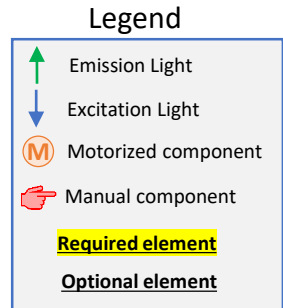 Legend
Emission Light
Excitation Light
M Motorized component
Manual component
Required element
Optional element